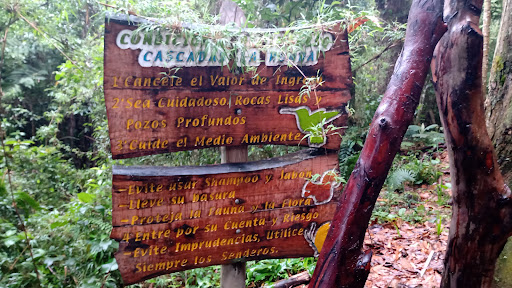 CASCADA
1 Cancele el Valor de Ingreso
2 Sea Cuidadoso, Rocas Lisas y
Pozos Profundos
3 Cuide el Medio Ambiente
- Evite usar Shampoo y Jabon
- Lleve su basura
- Proteja la Fauna y la Flora
4 Entre por su Cuenta y Riesgo
- Evite Imprudencias, Utilice
Siempre los Senderos.